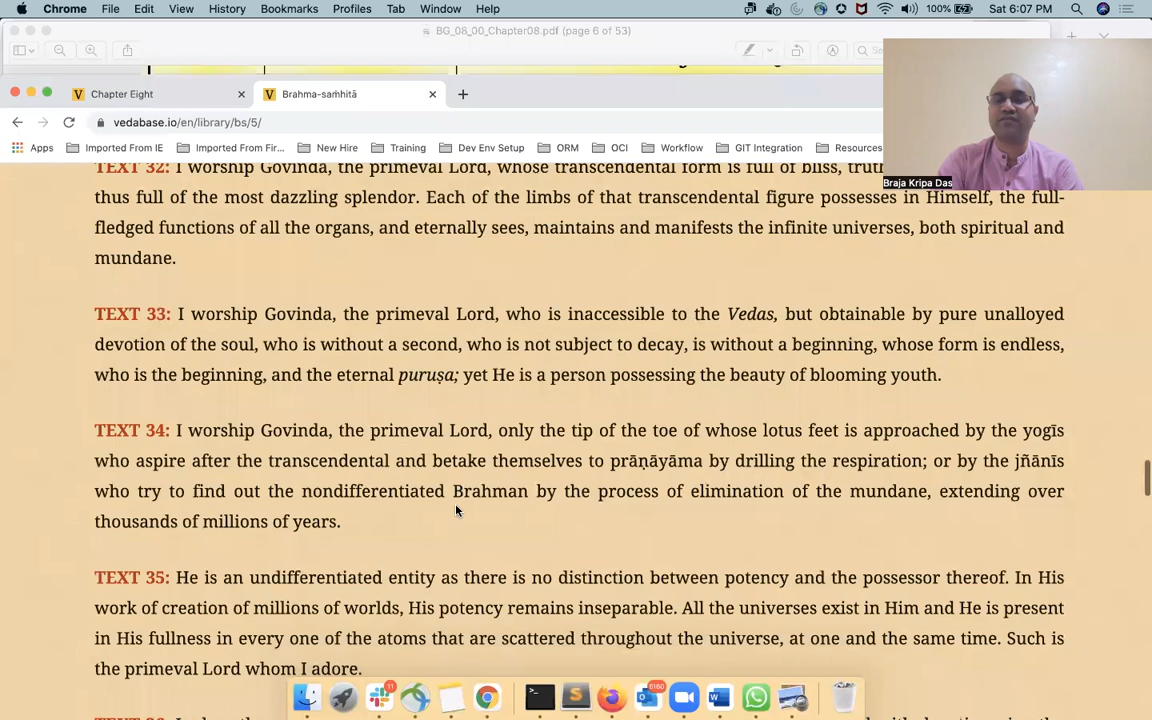 Chrome File Edit View History Bookmarks Profiles Tab Window Help 100% Sat 6:07 PM
BG_08_00_Chapter08.pdf (page 6 of 53)
Chapter Eight Brahma-saṁhitā
vedabase.io/en/library/bs/5/
Apps Imported From IE Imported From Fir... New Hire Training Dev Env Setup ORM OCI Workflow GIT Integration Resources
Braja Kripa Das
TEXT 32: I worship Govinda, the primeval Lord, whose transcendental form is full of bliss, truth
thus full of the most dazzling splendor. Each of the limbs of that transcendental figure possesses in Himself, the full-
fledged functions of all the organs, and eternally sees, maintains and manifests the infinite universes, both spiritual and
mundane.
TEXT 33: I worship Govinda, the primeval Lord, who is inaccessible to the Vedas, but obtainable by pure unalloyed
devotion of the soul, who is without a second, who is not subject to decay, is without a beginning, whose form is endless,
who is the beginning, and the eternal puruṣa; yet He is a person possessing the beauty of blooming youth.
TEXT 34: I worship Govinda, the primeval Lord, only the tip of the toe of whose lotus feet is approached by the yogīs
who aspire after the transcendental and betake themselves to prāṇāyāma by drilling the respiration; or by the jñānīs
who try to find out the nondifferentiated Brahman by the process of elimination of the mundane, extending over
thousands of millions of years.
TEXT 35: He is an undifferentiated entity as there is no distinction between potency and the possessor thereof. In His
work of creation of millions of worlds, His potency remains inseparable. All the universes exist in Him and He is present
in His fullness in every one of the atoms that are scattered throughout the universe, at one and the same time. Such is
the primeval Lord whom I adore.
11 6160